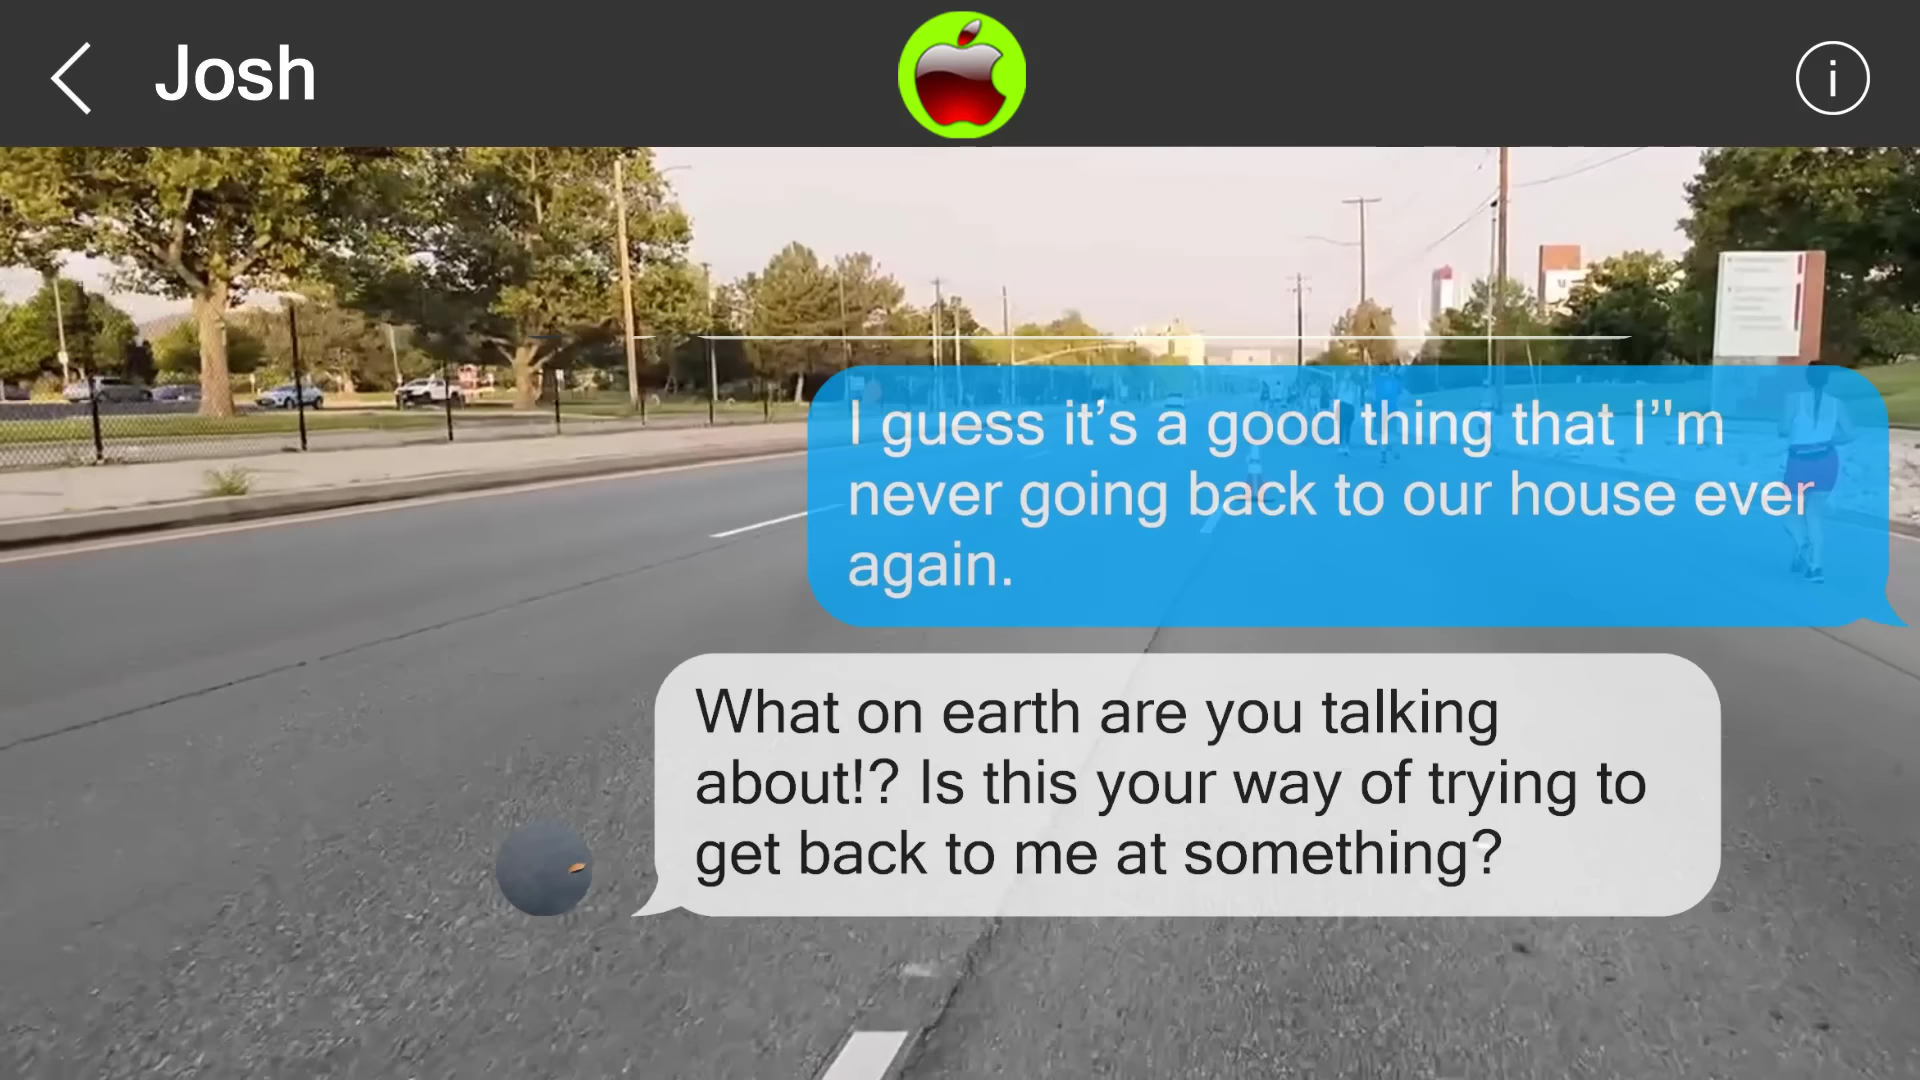 Josh
i
I guess it’s a good thing that I’'m
never going back to our house ever
again.
What on earth are you talking
about!? Is this your way of trying to
get back to me at something?